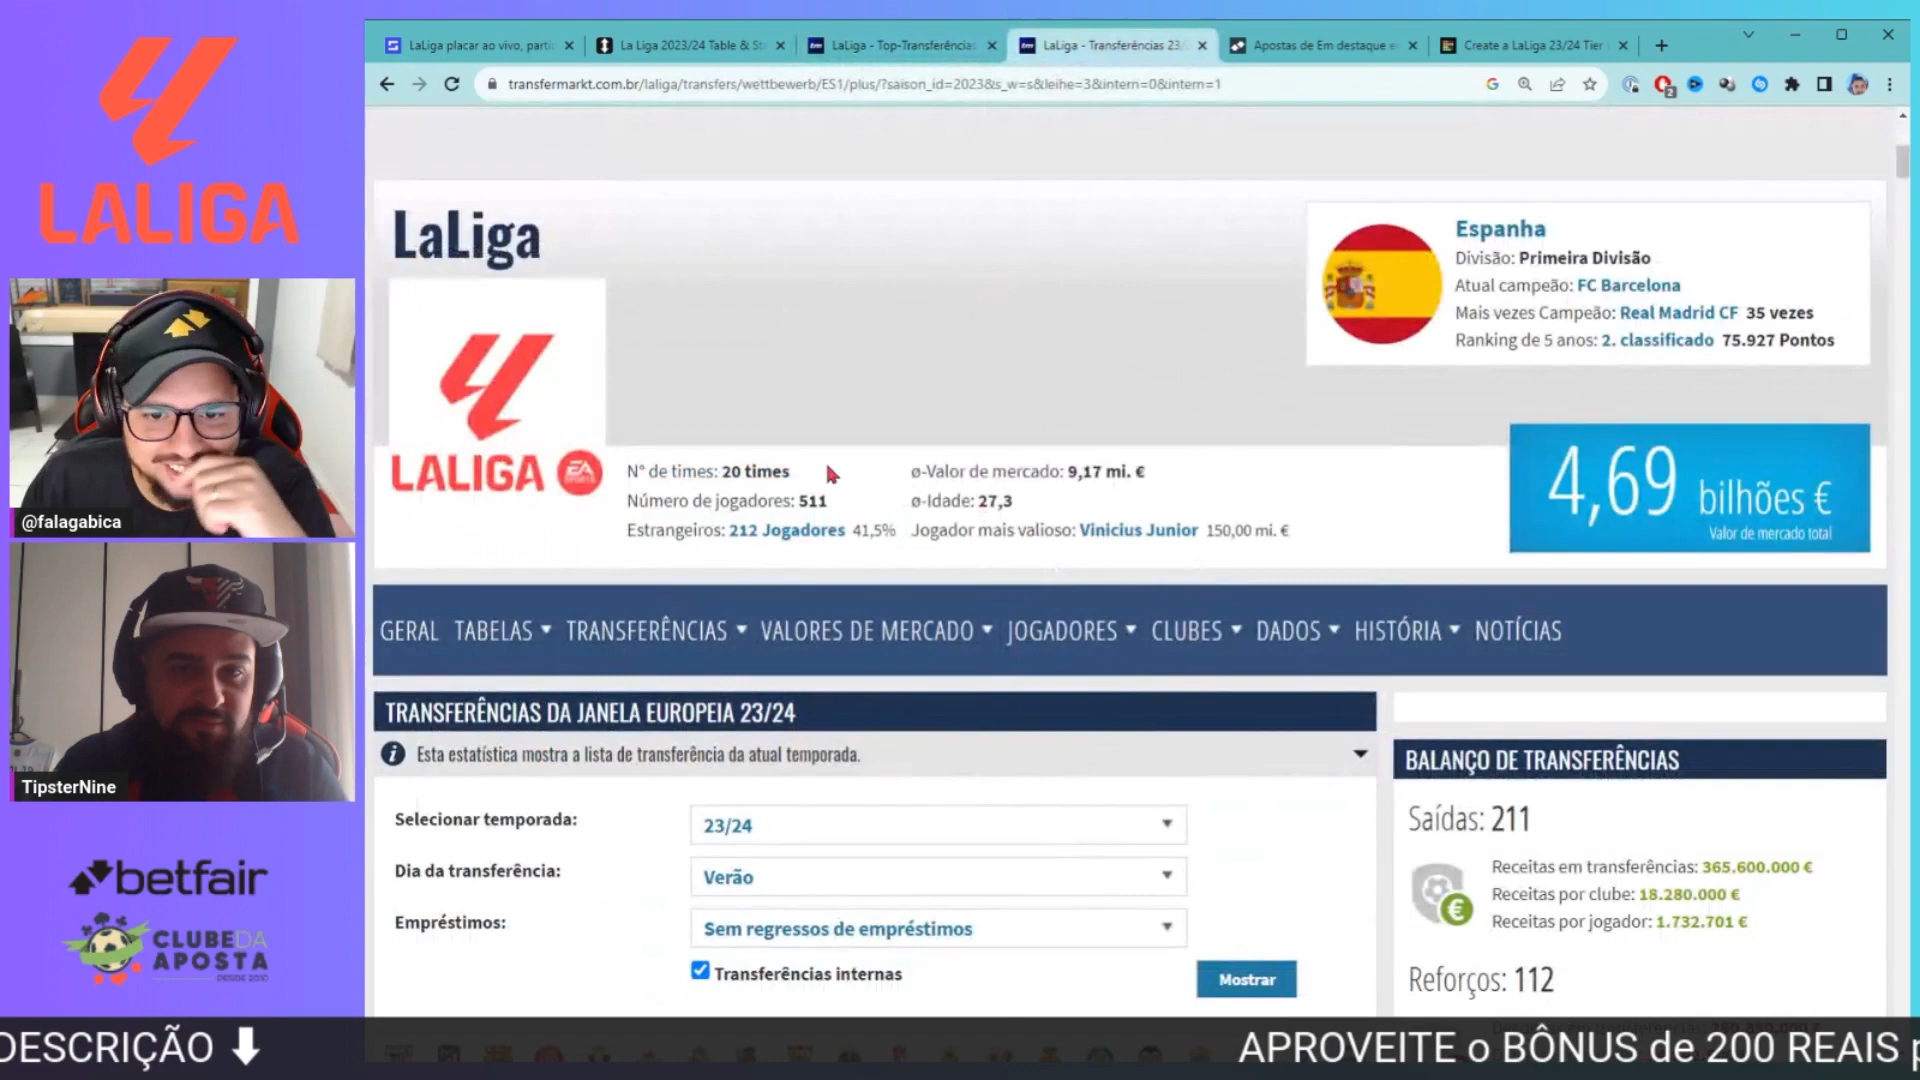 LALIGA
@falagabica
TipsterNine
betfair
CLUBE DA
APOSTA
DESDE 2010
LaLiga placar ao vivo, parti
La Liga 2023/24 Table & St
LaLiga - Top-Transferências
LaLiga - Transferências 23/
Apostas de Em destaque e
Create a LaLiga 23/24 Tier
transfermarkt.com.br/laliga/transfers/wettbewerb/ES1/plus/?saison_id=2023&s_w=s&leihe=3&intern=0&intern=1
2
LaLiga
LALIGA
EA
SPORTS
Espanha
Divisão: Primeira Divisão
Atual campeão: FC Barcelona
Mais vezes Campeão: Real Madrid CF 35 vezes
Ranking de 5 anos: 2. classificado 75.927 Pontos
N° de times: 20 times
Número de jogadores: 511
Estrangeiros: 212 Jogadores 41,5%
ø-Valor de mercado: 9,17 mi. €
ø-Idade: 27,3
Jogador mais valioso: Vinicius Junior 150,00 mi. €
4,69 bilhões €
Valor de mercado total
GERAL TABELAS TRANSFERÊNCIAS VALORES DE MERCADO JOGADORES CLUBES DADOS HISTÓRIA NOTÍCIAS
TRANSFERÊNCIAS DA JANELA EUROPEIA 23/24
Esta estatística mostra a lista de transferência da atual temporada.
Selecionar temporada:
23/24
Dia da transferência:
Verão
Empréstimos:
Sem regressos de empréstimos
Transferências internas
Mostrar
BALANÇO DE TRANSFERÊNCIAS
Saídas: 211
Receitas em transferências: 365.600.000 €
Receitas por clube: 18.280.000 €
Receitas por jogador: 1.732.701 €
Reforços: 112
DESCRIÇÃO ⬇
APROVEITE o BÔNUS de 200 REAIS p